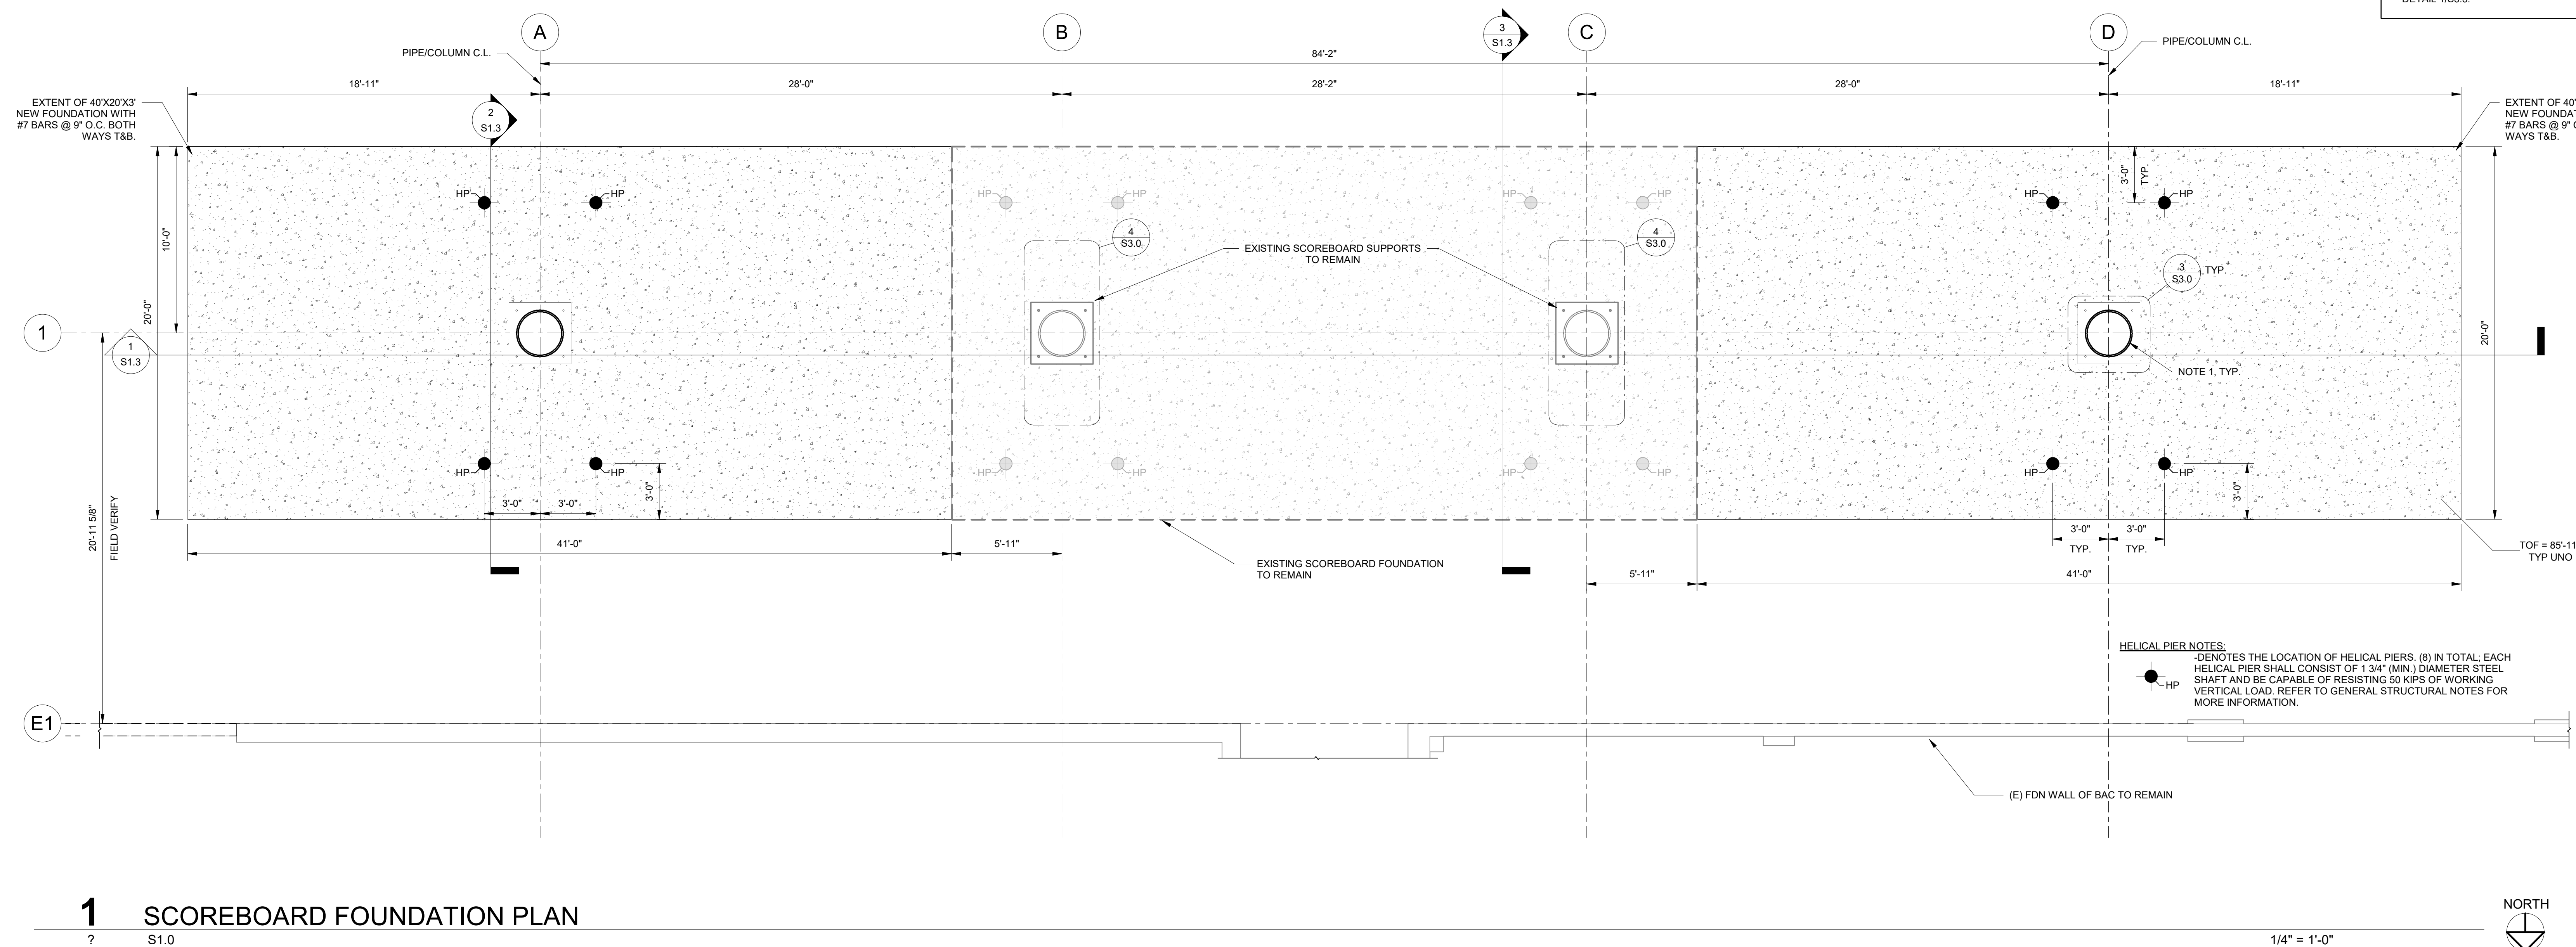 DETAIL 1/S3.3.
A
B
3
S1.3
C
D
PIPE/COLUMN C.L.
84'-2"
PIPE/COLUMN C.L.
18'-11"
28'-0"
28'-2"
28'-0"
18'-11"
EXTENT OF 40'X20'X3'
NEW FOUNDATION WITH
#7 BARS @ 9" O.C. BOTH
WAYS T&B.
2
S1.3
EXTENT OF 40'
NEW FOUNDAT
#7 BARS @ 9" O
WAYS T&B.
HP
HP
HP
HP
HP
HP
HP
HP
3'-0"
TYP.
10'-0"
20'-0"
4
S3.0
EXISTING SCOREBOARD SUPPORTS
TO REMAIN
4
S3.0
3
S3.0
TYP.
1
1
S1.3
20'-0"
NOTE 1, TYP.
HP
HP
HP
HP
HP
HP
HP
HP
3'-0"
3'-0"
3'-0"
3'-0"
3'-0"
TYP.
3'-0"
TYP.
20'-11 5/8"
FIELD VERIFY
41'-0"
5'-11"
EXISTING SCOREBOARD FOUNDATION
TO REMAIN
5'-11"
41'-0"
TOF = 85'-11
TYP UNO
HELICAL PIER NOTES:
-DENOTES THE LOCATION OF HELICAL PIERS. (8) IN TOTAL; EACH
HELICAL PIER SHALL CONSIST OF 1 3/4" (MIN.) DIAMETER STEEL
SHAFT AND BE CAPABLE OF RESISTING 50 KIPS OF WORKING
VERTICAL LOAD. REFER TO GENERAL STRUCTURAL NOTES FOR
MORE INFORMATION.
HP
E1
(E) FDN WALL OF BAC TO REMAIN
1
SCOREBOARD FOUNDATION PLAN
?
S1.0
1/4" = 1'-0"
NORTH